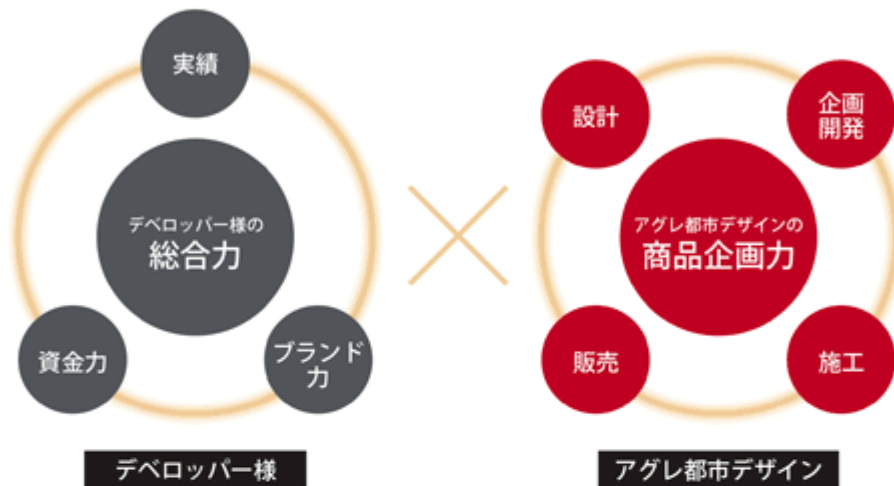 実績
デベロッパー様の
総合力
資金力
ブランド
力
デベロッパー様
設計
企画
開発
アグレ都市デザインの
商品企画力
販売
施工
アグレ都市デザイン